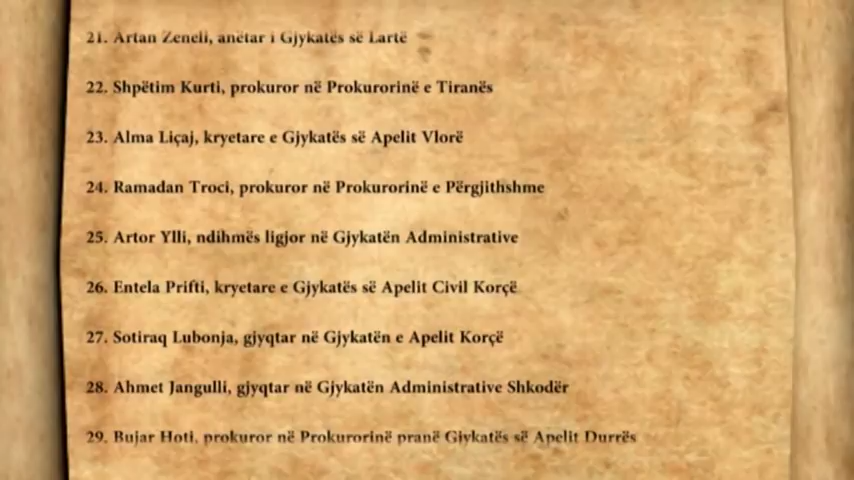 21. Artan Zeneli, anëtar i Gjykatës së Lartë
22. Shpëtim Kurti, prokuror në Prokurorinë e Tiranës
23. Alma Liçaj, kryetare e Gjykatës së Apelit Vlorë
24. Ramadan Troci, prokuror në Prokurorinë e Përgjithshme
25. Artor Ylli, ndihmës ligjor në Gjykatën Administrative
26. Entela Prifti, kryetare e Gjykatës së Apelit Civil Korçë
27. Sotiraq Lubonja, gjyqtar në Gjykatën e Apelit Korçë
28. Ahmet Jangulli, gjyqtar në Gjykatën Administrative Shkodër
29. Bujar Hoti, prokuror në Prokurorinë pranë Gjykatës së Apelit Durrës